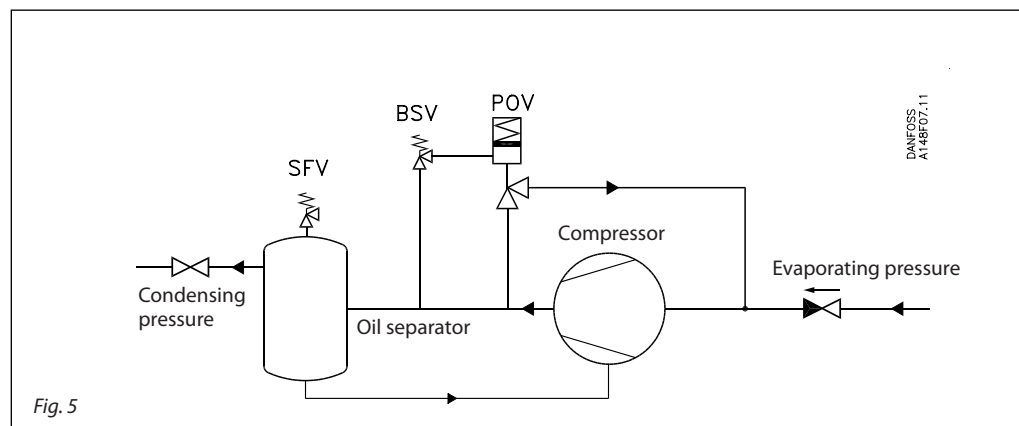 BSV
POV
DANFOSS
A148F07.11
SFV
Compressor
Evaporating pressure
Condensing
pressure
Oil separator
Fig. 5